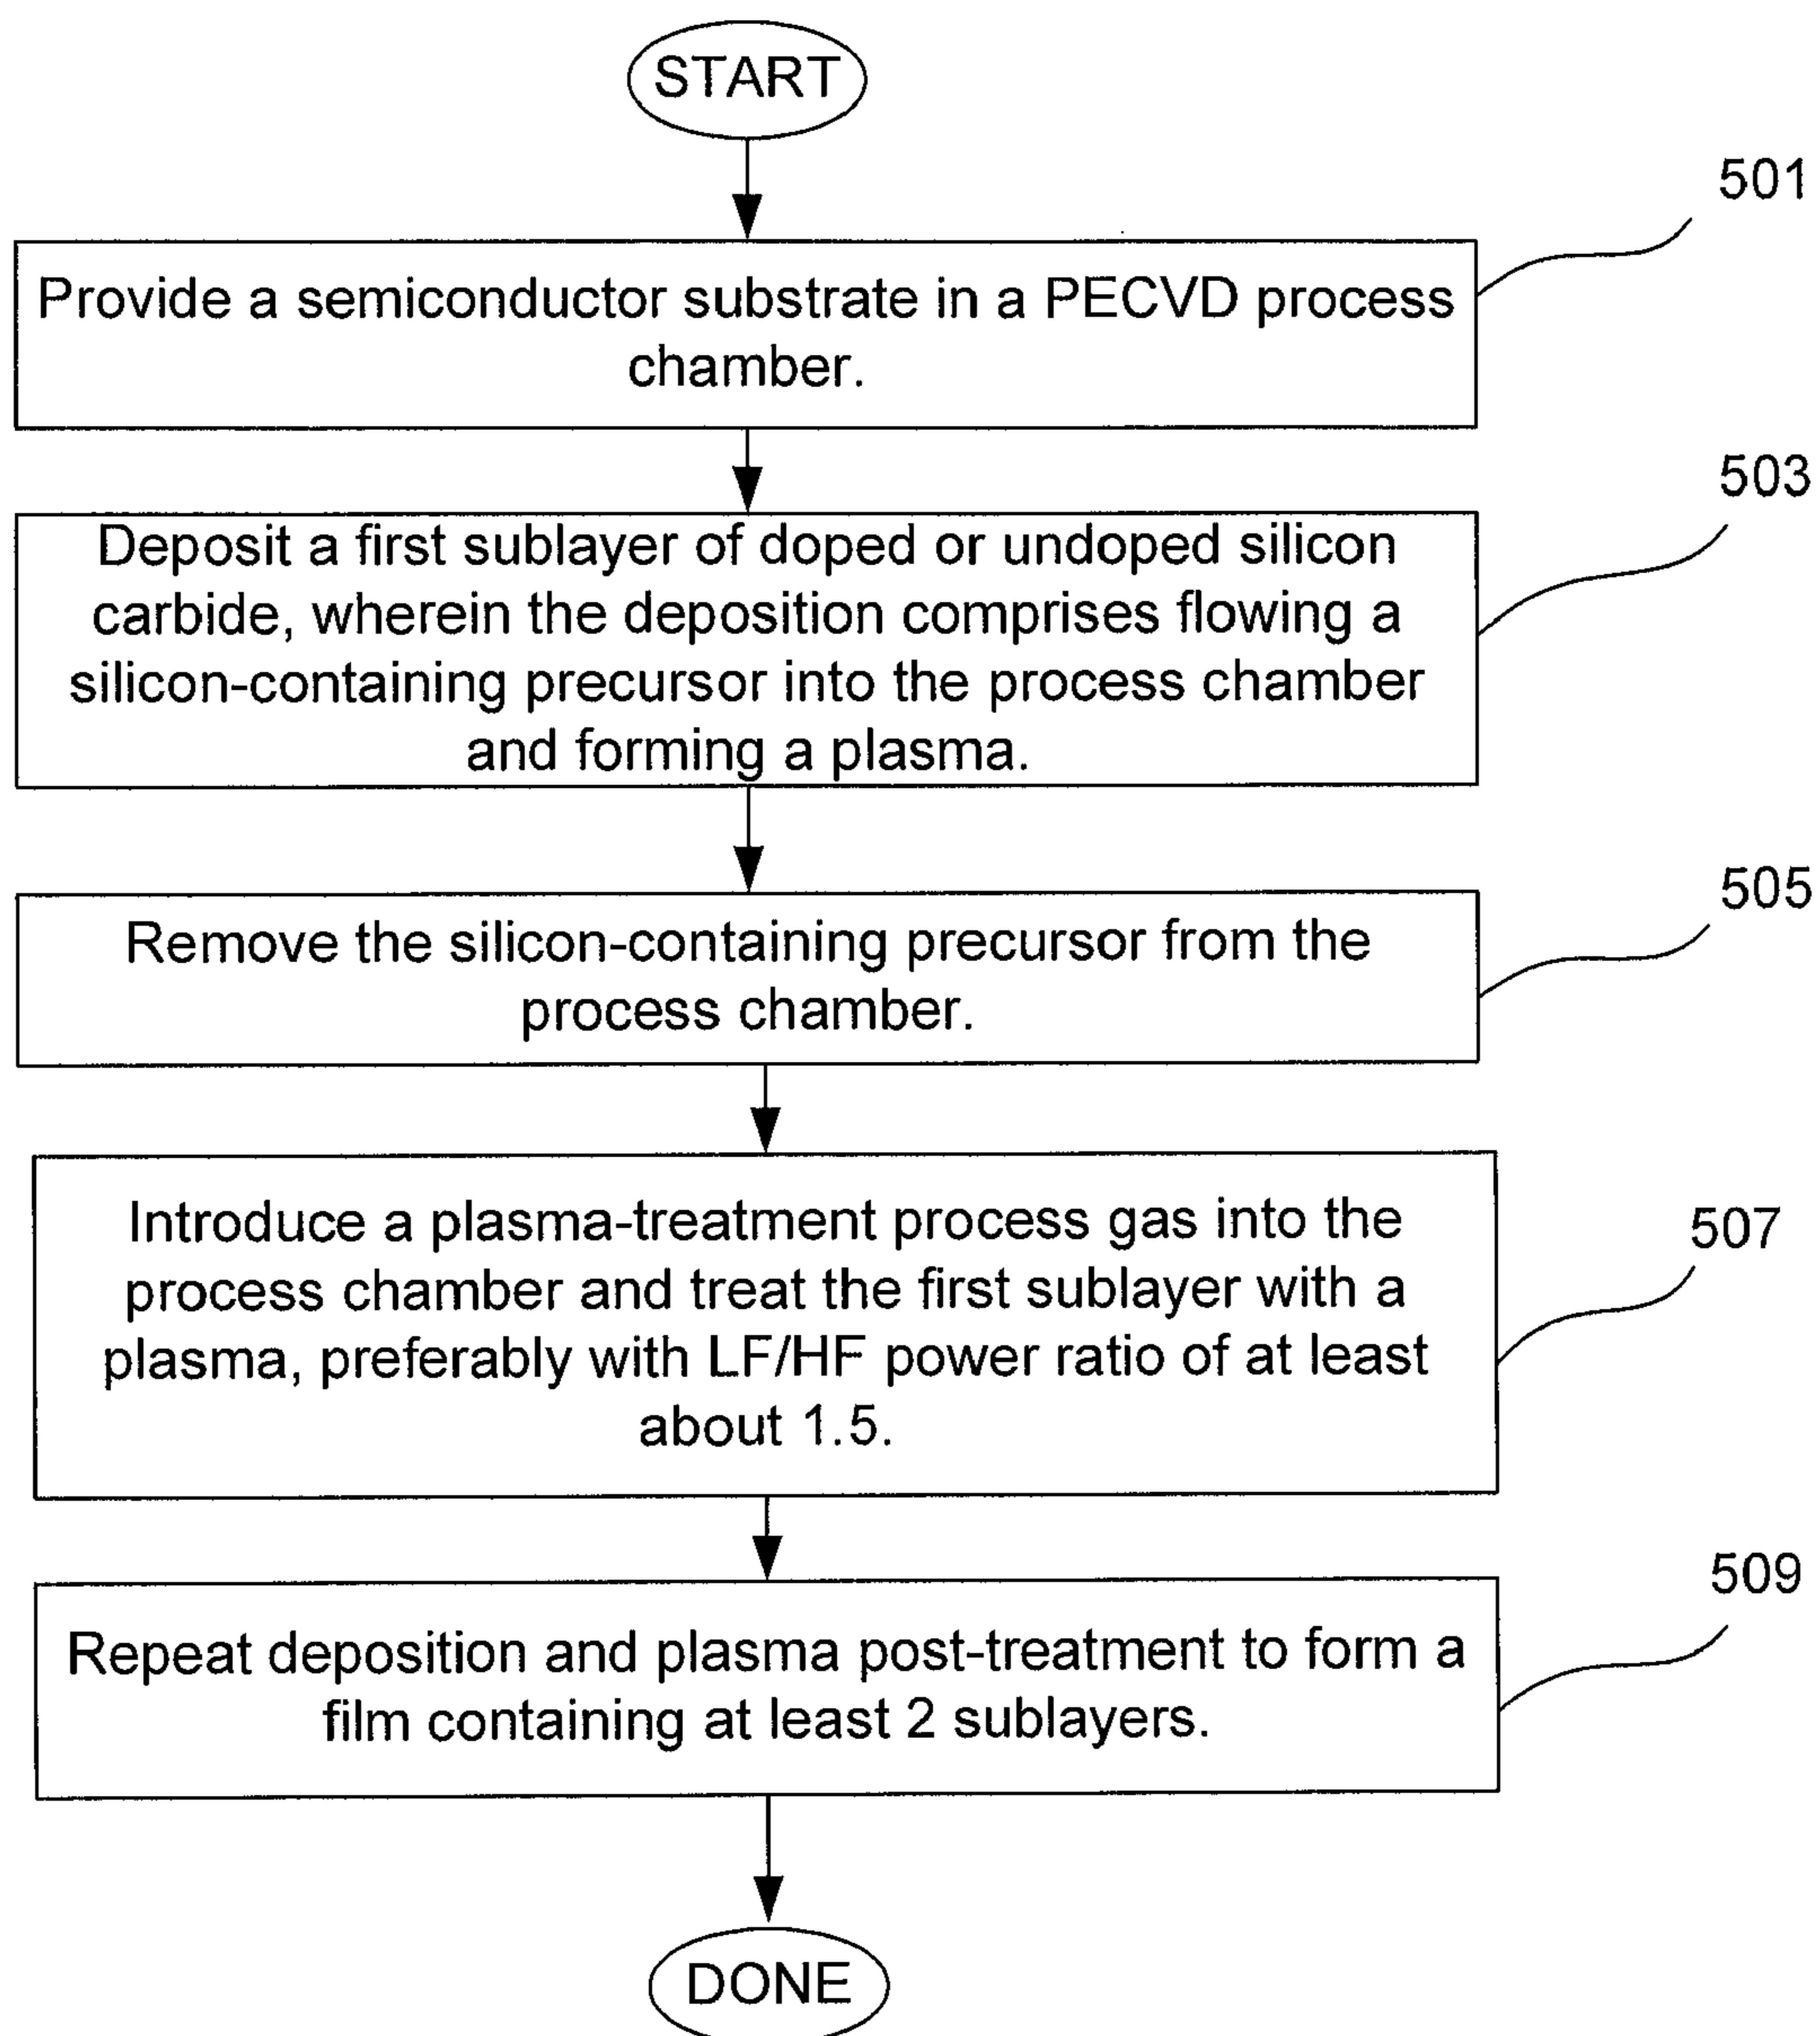 START
501
Provide a semiconductor substrate in a PECVD process
chamber.
503
Deposit a first sublayer of doped or undoped silicon
carbide, wherein the deposition comprises flowing a
silicon-containing precursor into the process chamber
and forming a plasma.
505
Remove the silicon-containing precursor from the
process chamber.
507
Introduce a plasma-treatment process gas into the
process chamber and treat the first sublayer with a
plasma, preferably with LF/HF power ratio of at least
about 1.5.
509
Repeat deposition and plasma post-treatment to form a
film containing at least 2 sublayers.
DONE